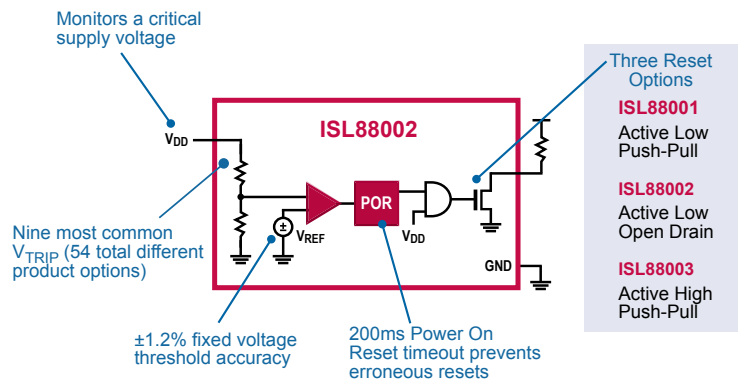 Monitors a critical
supply voltage
Three Reset
Options
ISL88001
Active Low
Push-Pull
ISL88002
Active Low
Open Drain
ISL88003
Active High
Push-Pull
ISL88002
VDD
POR
±
VREF
VDD
GND
Nine most common
VTRIP (54 total different
product options)
±1.2% fixed voltage
threshold accuracy
200ms Power On
Reset timeout prevents
erroneous resets